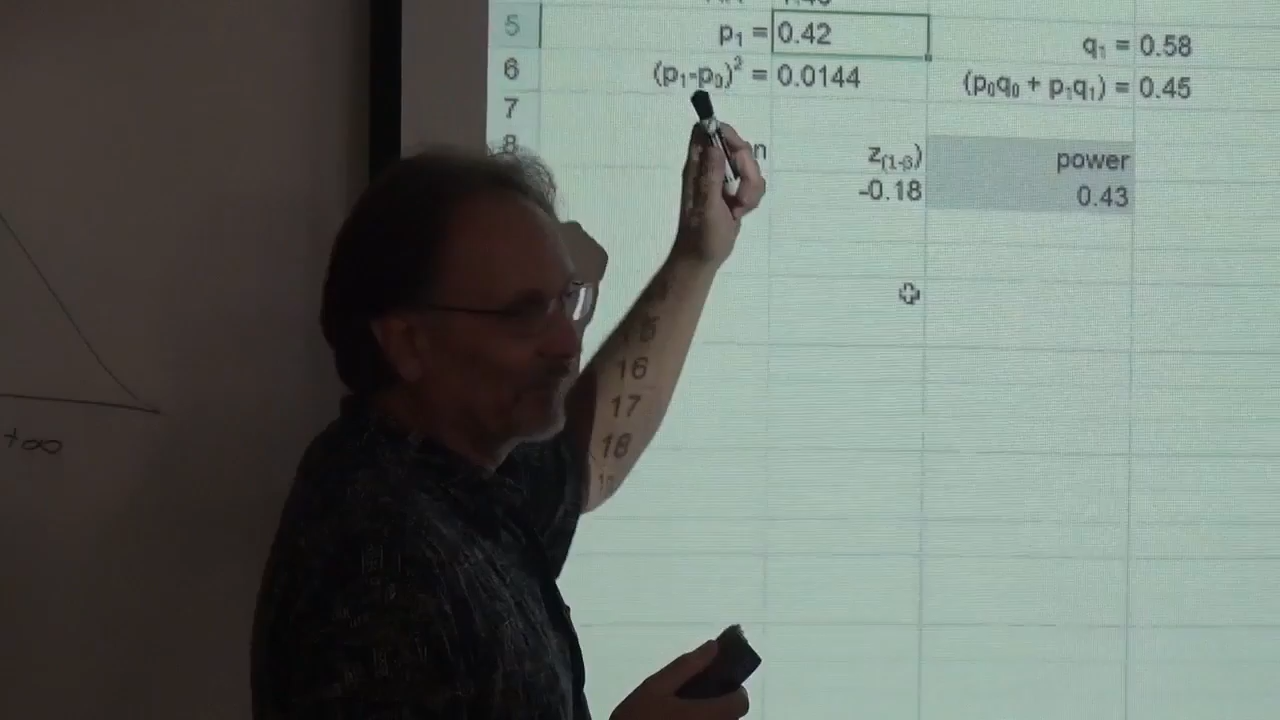 5 p₁ = 0.42 q₁ = 0.58
6 (p₁-p₀)² = 0.0144 (p₀q₀ + p₁q₁) = 0.45
7
8 n z₍₁₋β₎ power
-0.18 0.43
16
17
18
+∞